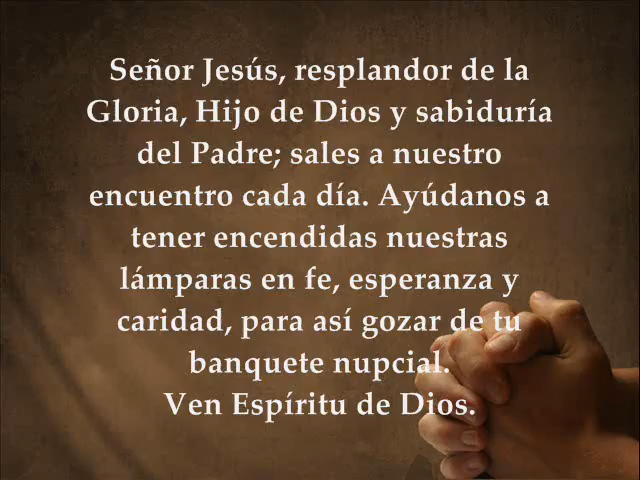 Señor Jesús, resplandor de la
Gloria, Hijo de Dios y sabiduría
del Padre; sales a nuestro
encuentro cada día. Ayúdanos a
tener encendidas nuestras
lámparas en fe, esperanza y
caridad, para así gozar de tu
banquete nupcial.
Ven Espíritu de Dios.